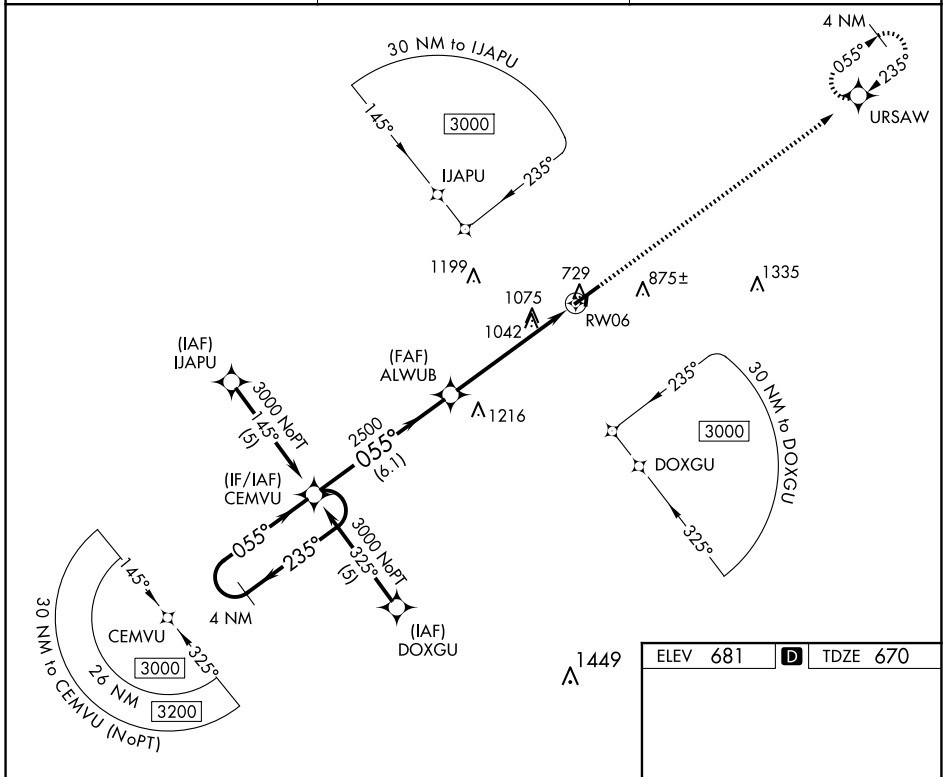 4 NM
055°
235°
URSAW
30 NM to IJAPU
145°
3000
235°
IJAPU
1199
729
875±
1335
1075
1042
RW06
(IAF)
IJAPU
3000 NoPT
145°
(5)
(FAF)
ALWUB
1216
2500
055°
(6.1)
(IF/IAF)
CEMVU
055°
235°
4 NM
3000 NoPT
325°
(5)
(IAF)
DOXGU
235°
30 NM to DOXGU
3000
DOXGU
325°
145°
CEMVU
325°
3000
26 NM
3200
30 NM to CEMVU (NoPT)
1449
ELEV 681 D TDZE 670